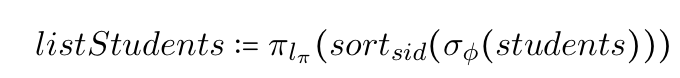 listStudents := π_{l_π}(sort_{sid}(σ_ϕ(students)))